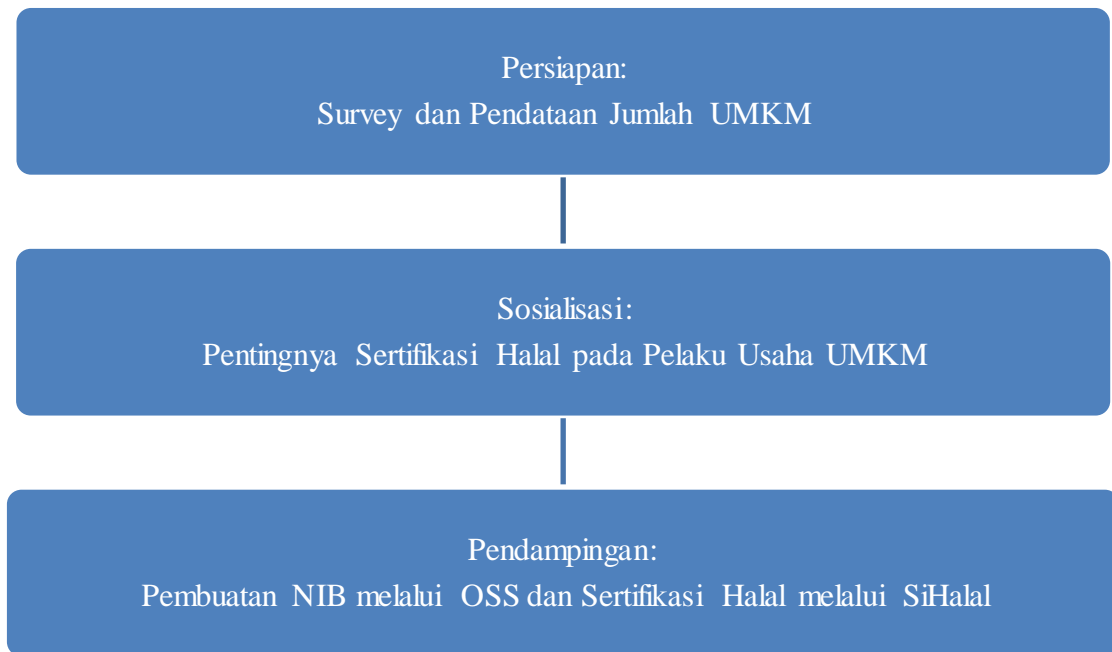 Persiapan:
Survey dan Pendataan Jumlah UMKM
Sosialisasi:
Pentingnya Sertifikasi Halal pada Pelaku Usaha UMKM
Pendampingan:
Pembuatan NIB melalui OSS dan Sertifikasi Halal melalui SiHalal